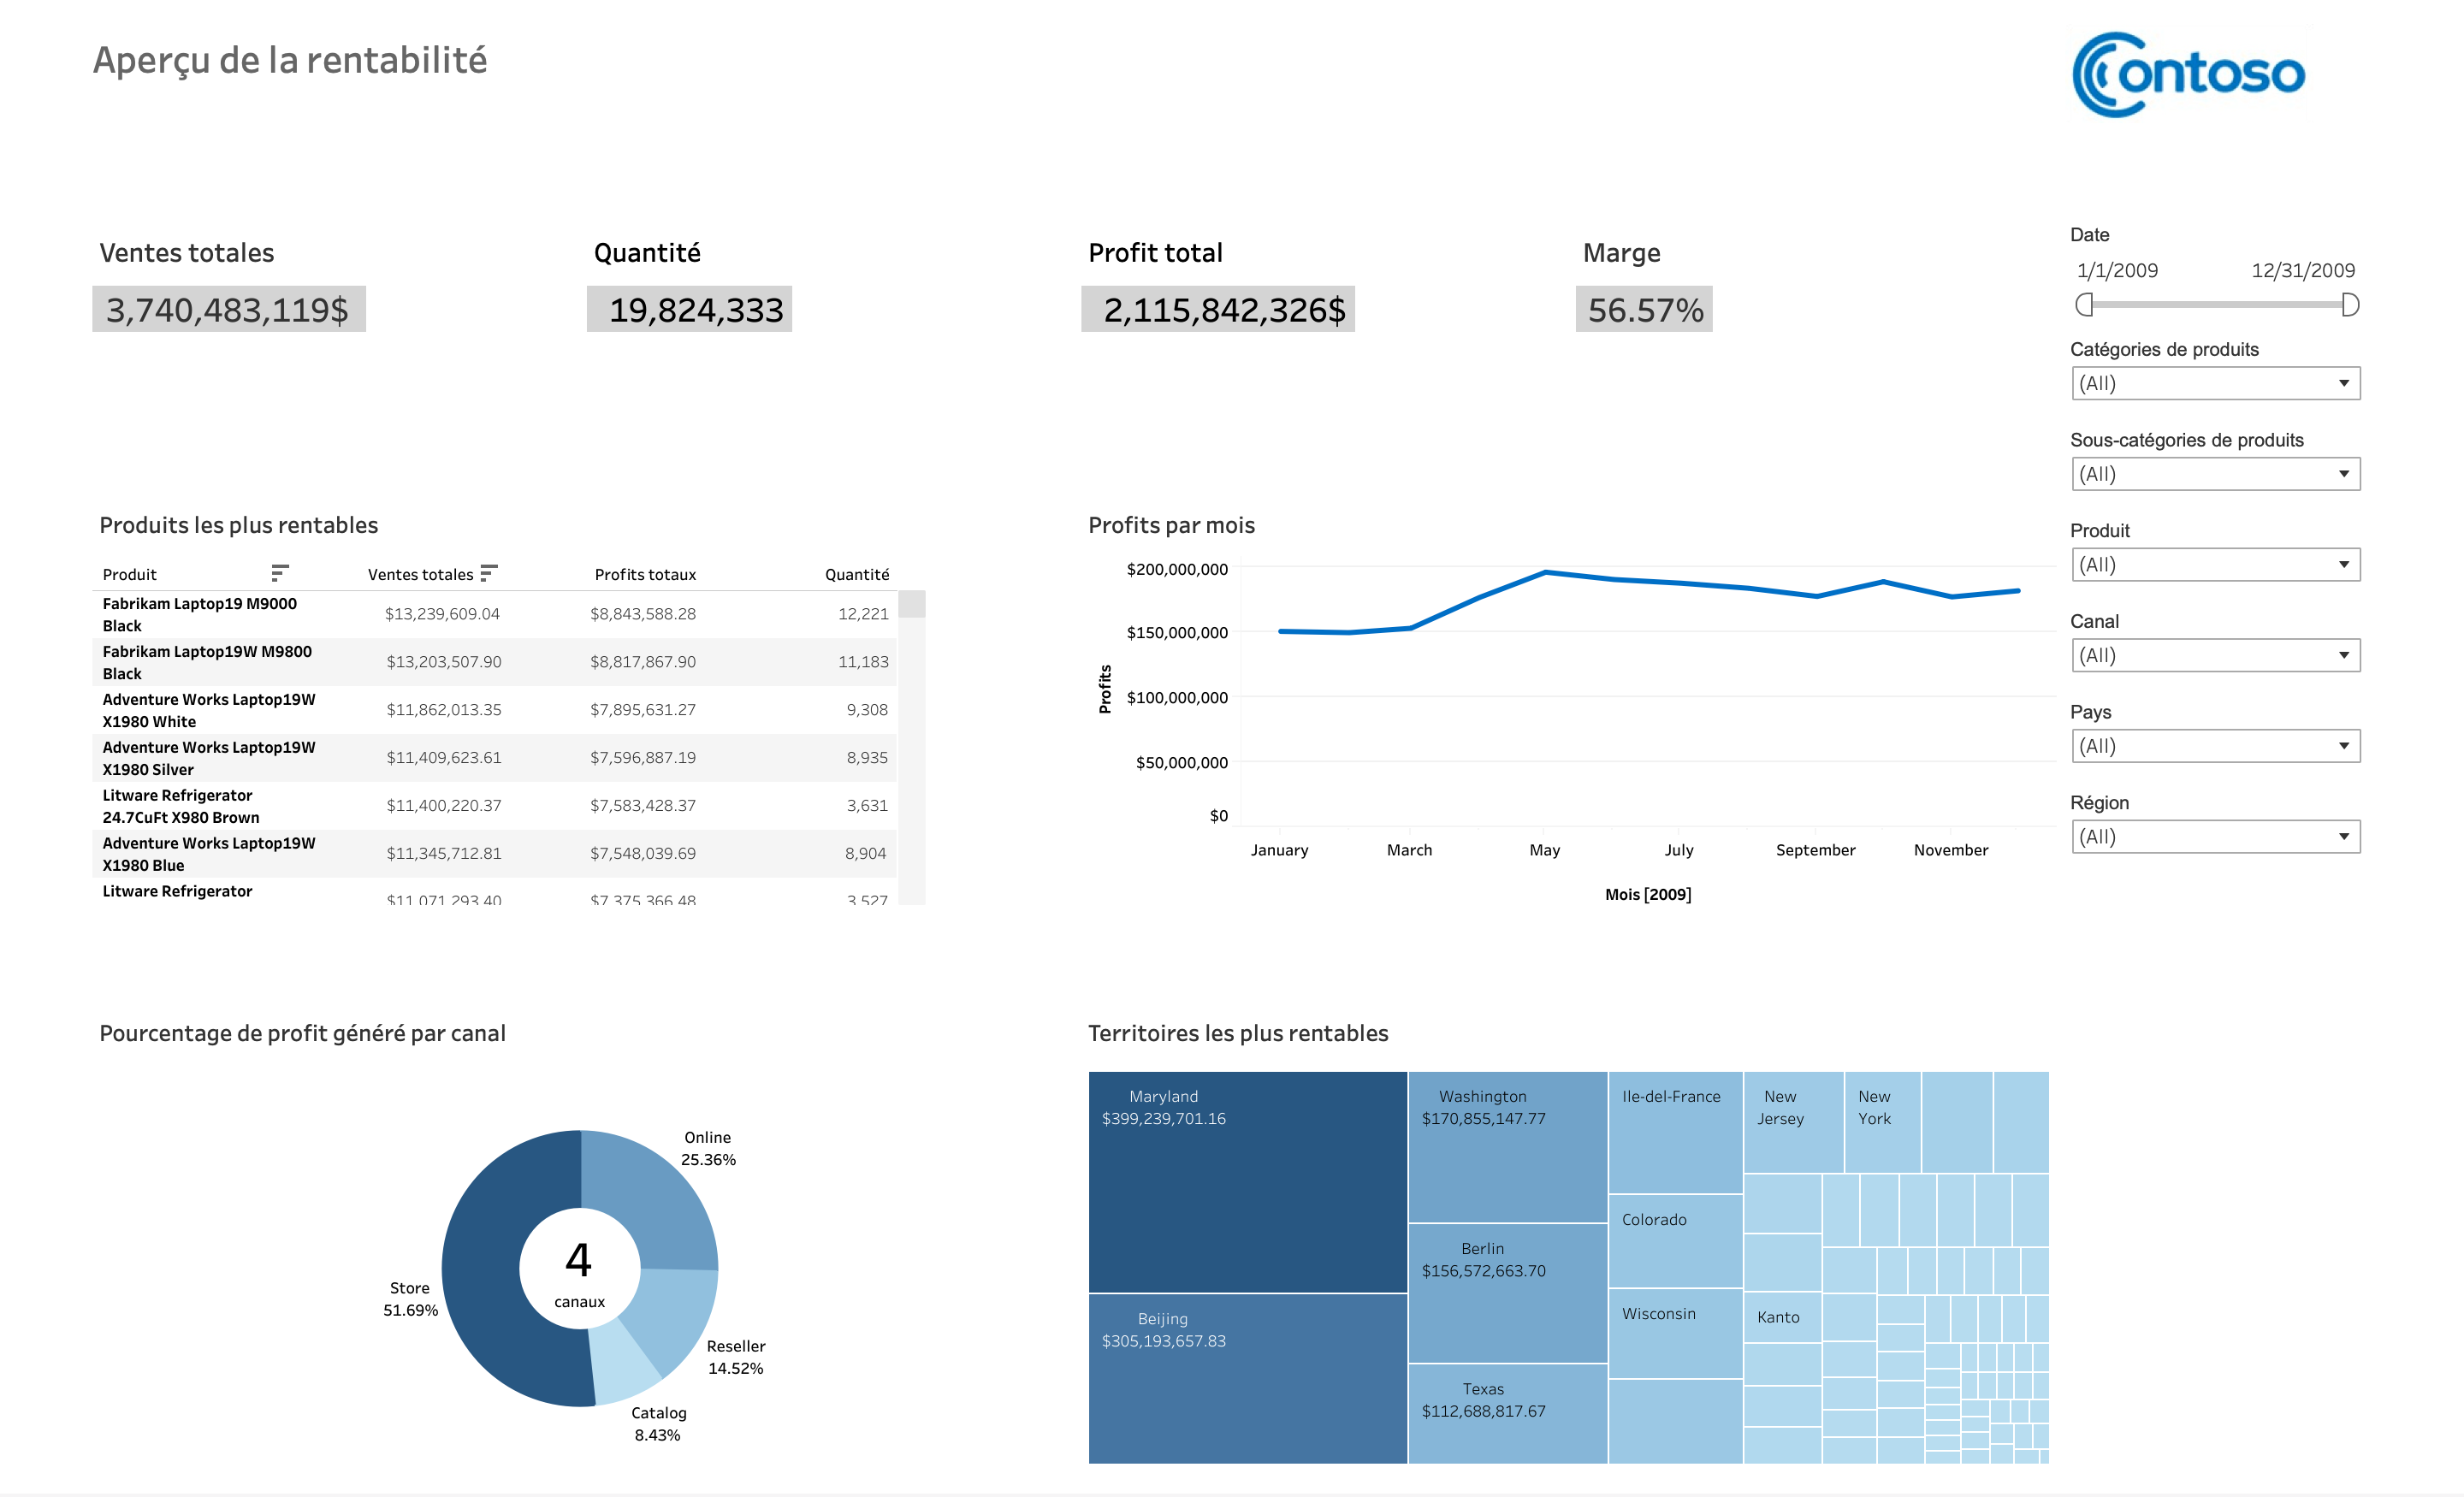 Aperçu de la rentabilité
Contoso
Ventes totales
3,740,483,119$
Quantité
19,824,333
Profit total
2,115,842,326$
Marge
56.57%
Date
1/1/2009 12/31/2009
Catégories de produits
(All)
Sous-catégories de produits
(All)
Produit
(All)
Canal
(All)
Pays
(All)
Région
(All)
Produits les plus rentables
Produit Ventes totales Profits totaux Quantité
Fabrikam Laptop19 M9000
Black
$13,239,609.04 $8,843,588.28 12,221
Fabrikam Laptop19W M9800
Black
$13,203,507.90 $8,817,867.90 11,183
Adventure Works Laptop19W
X1980 White
$11,862,013.35 $7,895,631.27 9,308
Adventure Works Laptop19W
X1980 Silver
$11,409,623.61 $7,596,887.19 8,935
Litware Refrigerator
24.7CuFt X980 Brown
$11,400,220.37 $7,583,428.37 3,631
Adventure Works Laptop19W
X1980 Blue
$11,345,712.81 $7,548,039.69 8,904
Litware Refrigerator
$11,071,293.40 $7,375,366.48 3,527
Profits par mois
Profits
$200,000,000
$150,000,000
$100,000,000
$50,000,000
$0
January March May July September November
Mois [2009]
Pourcentage de profit généré par canal
Online
25.36%
Store
51.69%
4
canaux
Reseller
14.52%
Catalog
8.43%
Territoires les plus rentables
Maryland
$399,239,701.16
Beijing
$305,193,657.83
Washington
$170,855,147.77
Berlin
$156,572,663.70
Texas
$112,688,817.67
Ile-del-France
Colorado
Wisconsin
New
Jersey
New
York
Kanto